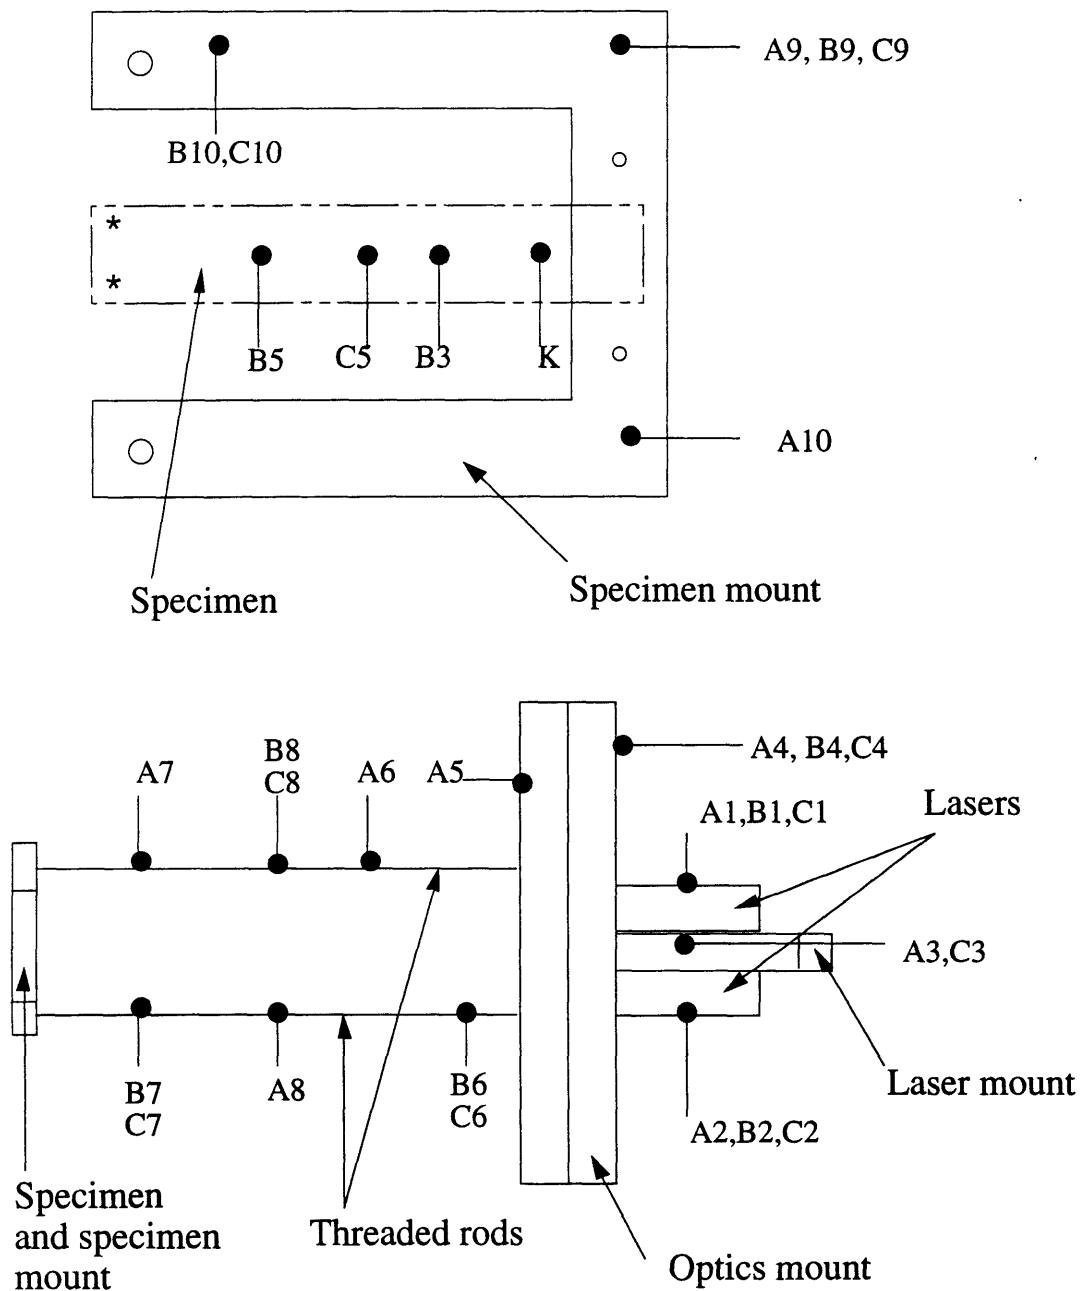 A9, B9, C9
B10,C10
*
*
B5
C5
B3
K
A10
Specimen
Specimen mount
A7
B8
C8
A6
A5
A4, B4,C4
A1,B1,C1
Lasers
A3,C3
B7
C7
A8
B6
C6
Laser mount
A2,B2,C2
Specimen
and specimen
mount
Threaded rods
Optics mount